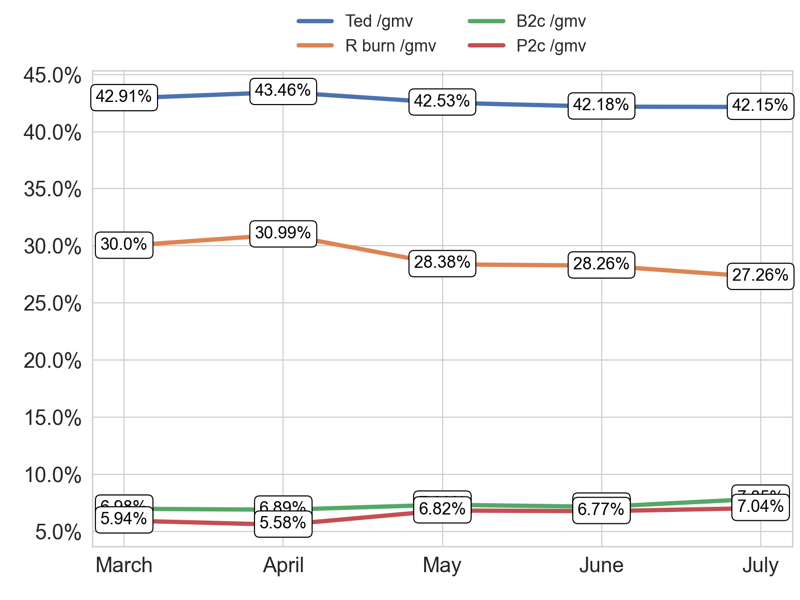 Ted /gmv B2c /gmv
R burn /gmv P2c /gmv
45.0%
42.91% 43.46% 42.53% 42.18% 42.15%
40.0%
35.0%
30.0% 30.0% 30.99% 28.38% 28.26% 27.26%
25.0%
20.0%
15.0%
10.0%
6.98% 6.89%
5.94% 5.58% 6.82% 6.77% 7.04%
5.0%
March April May June July